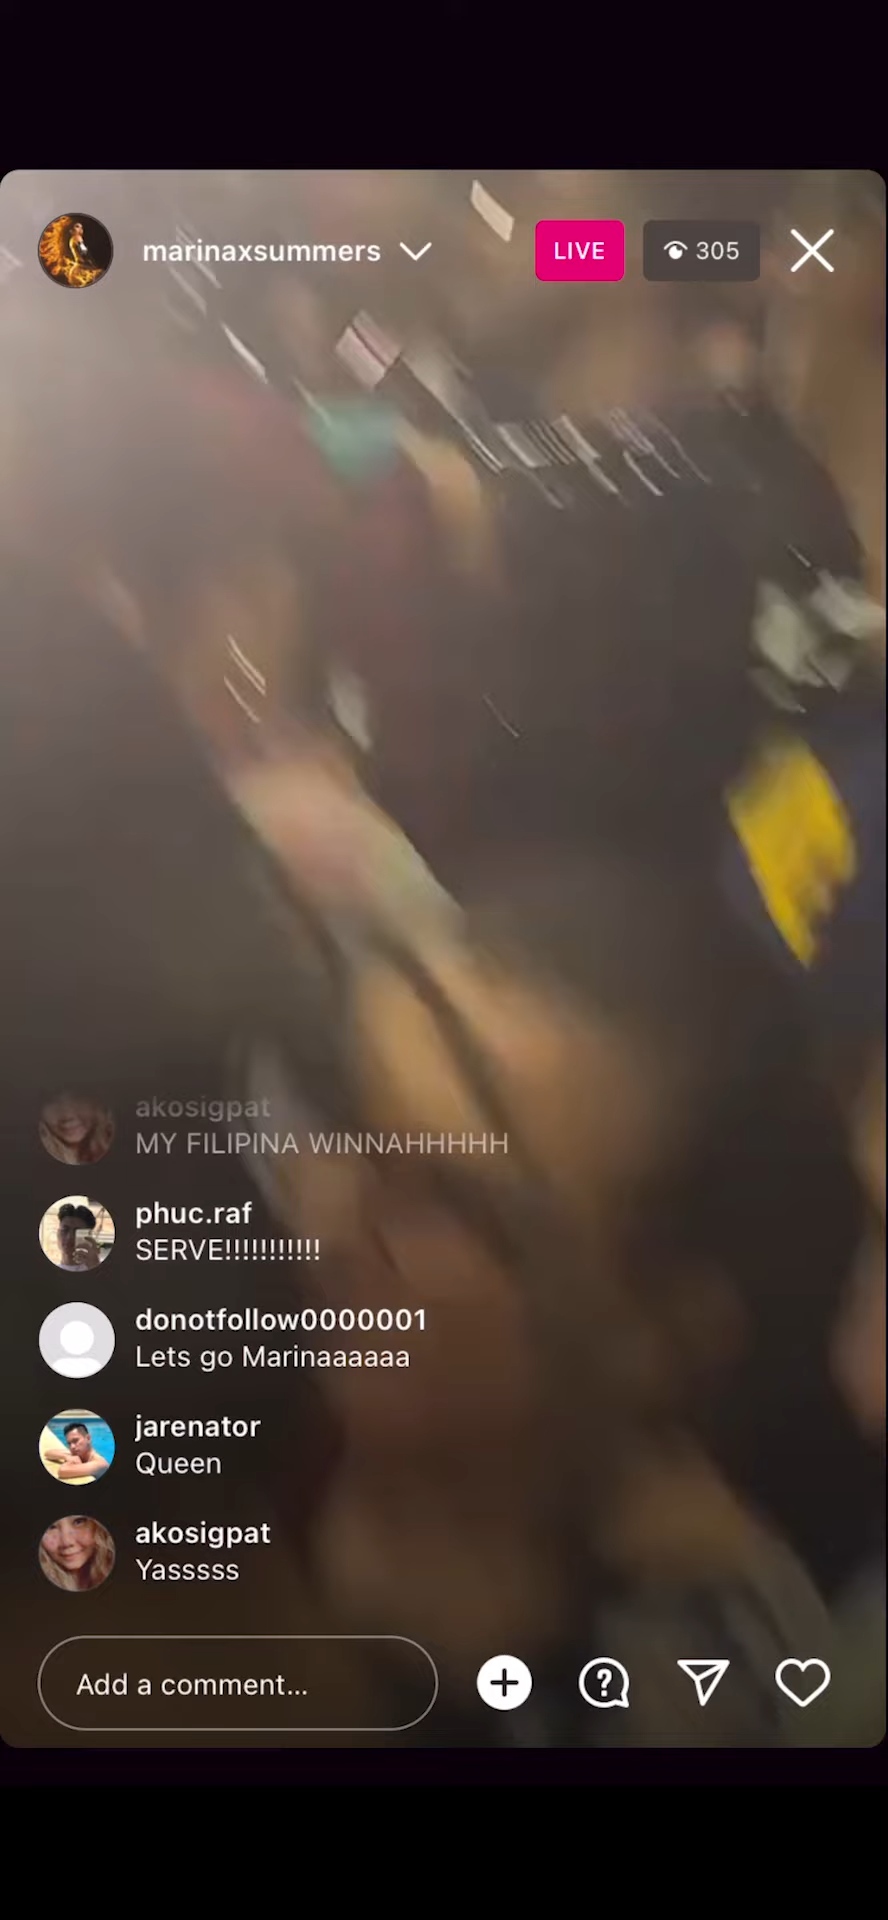 marinaxsummers
LIVE
305
akosigpat
MY FILIPINA WINNAHHHHH
phuc.raf
SERVE!!!!!!!!!!!
donotfollow0000001
Lets go Marinaaaaaa
jarenator
Queen
akosigpat
Yasssss
Add a comment...